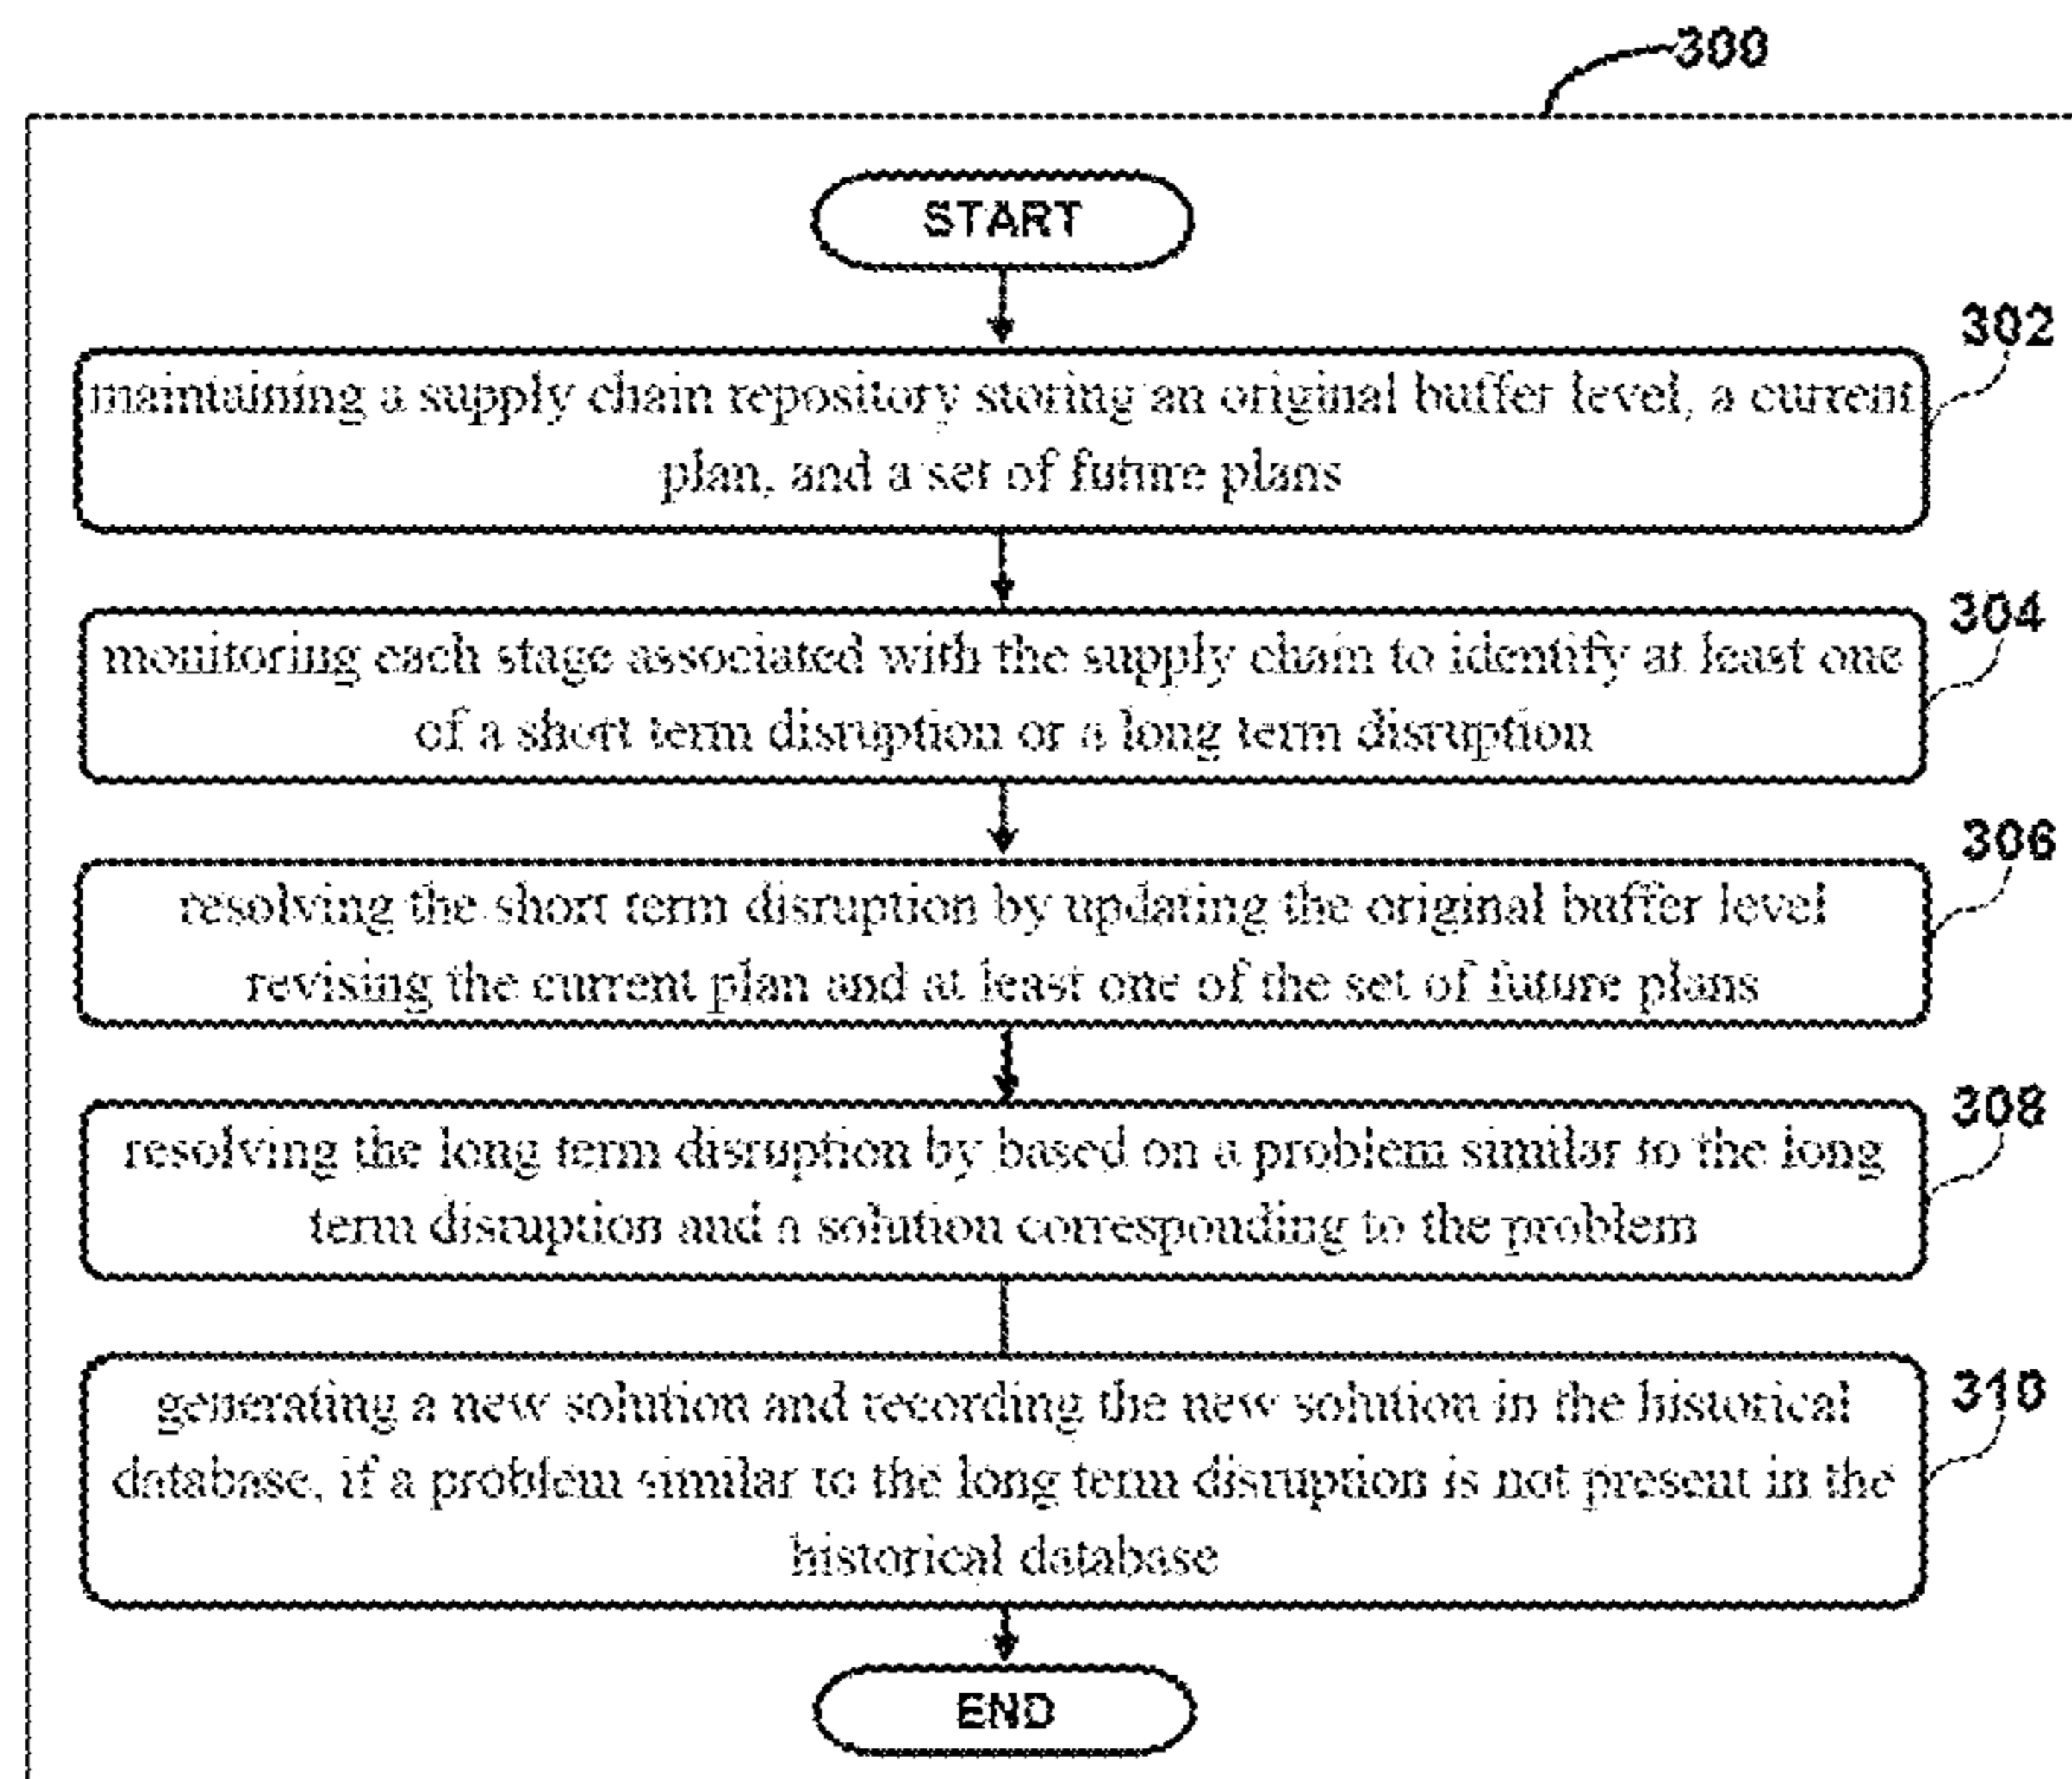 300
START
302
maintaining a supply chain repository storing an original buffer level, a current
plan, and a set of future plans
304
monitoring each stage associated with the supply chain to identify at least one
of a short term disruption or a long term disruption
306
resolving the short term disruption by updating the original buffer level
revising the current plan and at least one of the set of future plans
308
resolving the long term disruption by based on a problem similar to the long
term disruption and a solution corresponding to the problem
310
generating a new solution and recording the new solution in the historical
database, if a problem similar to the long term disruption is not present in the
historical database
END